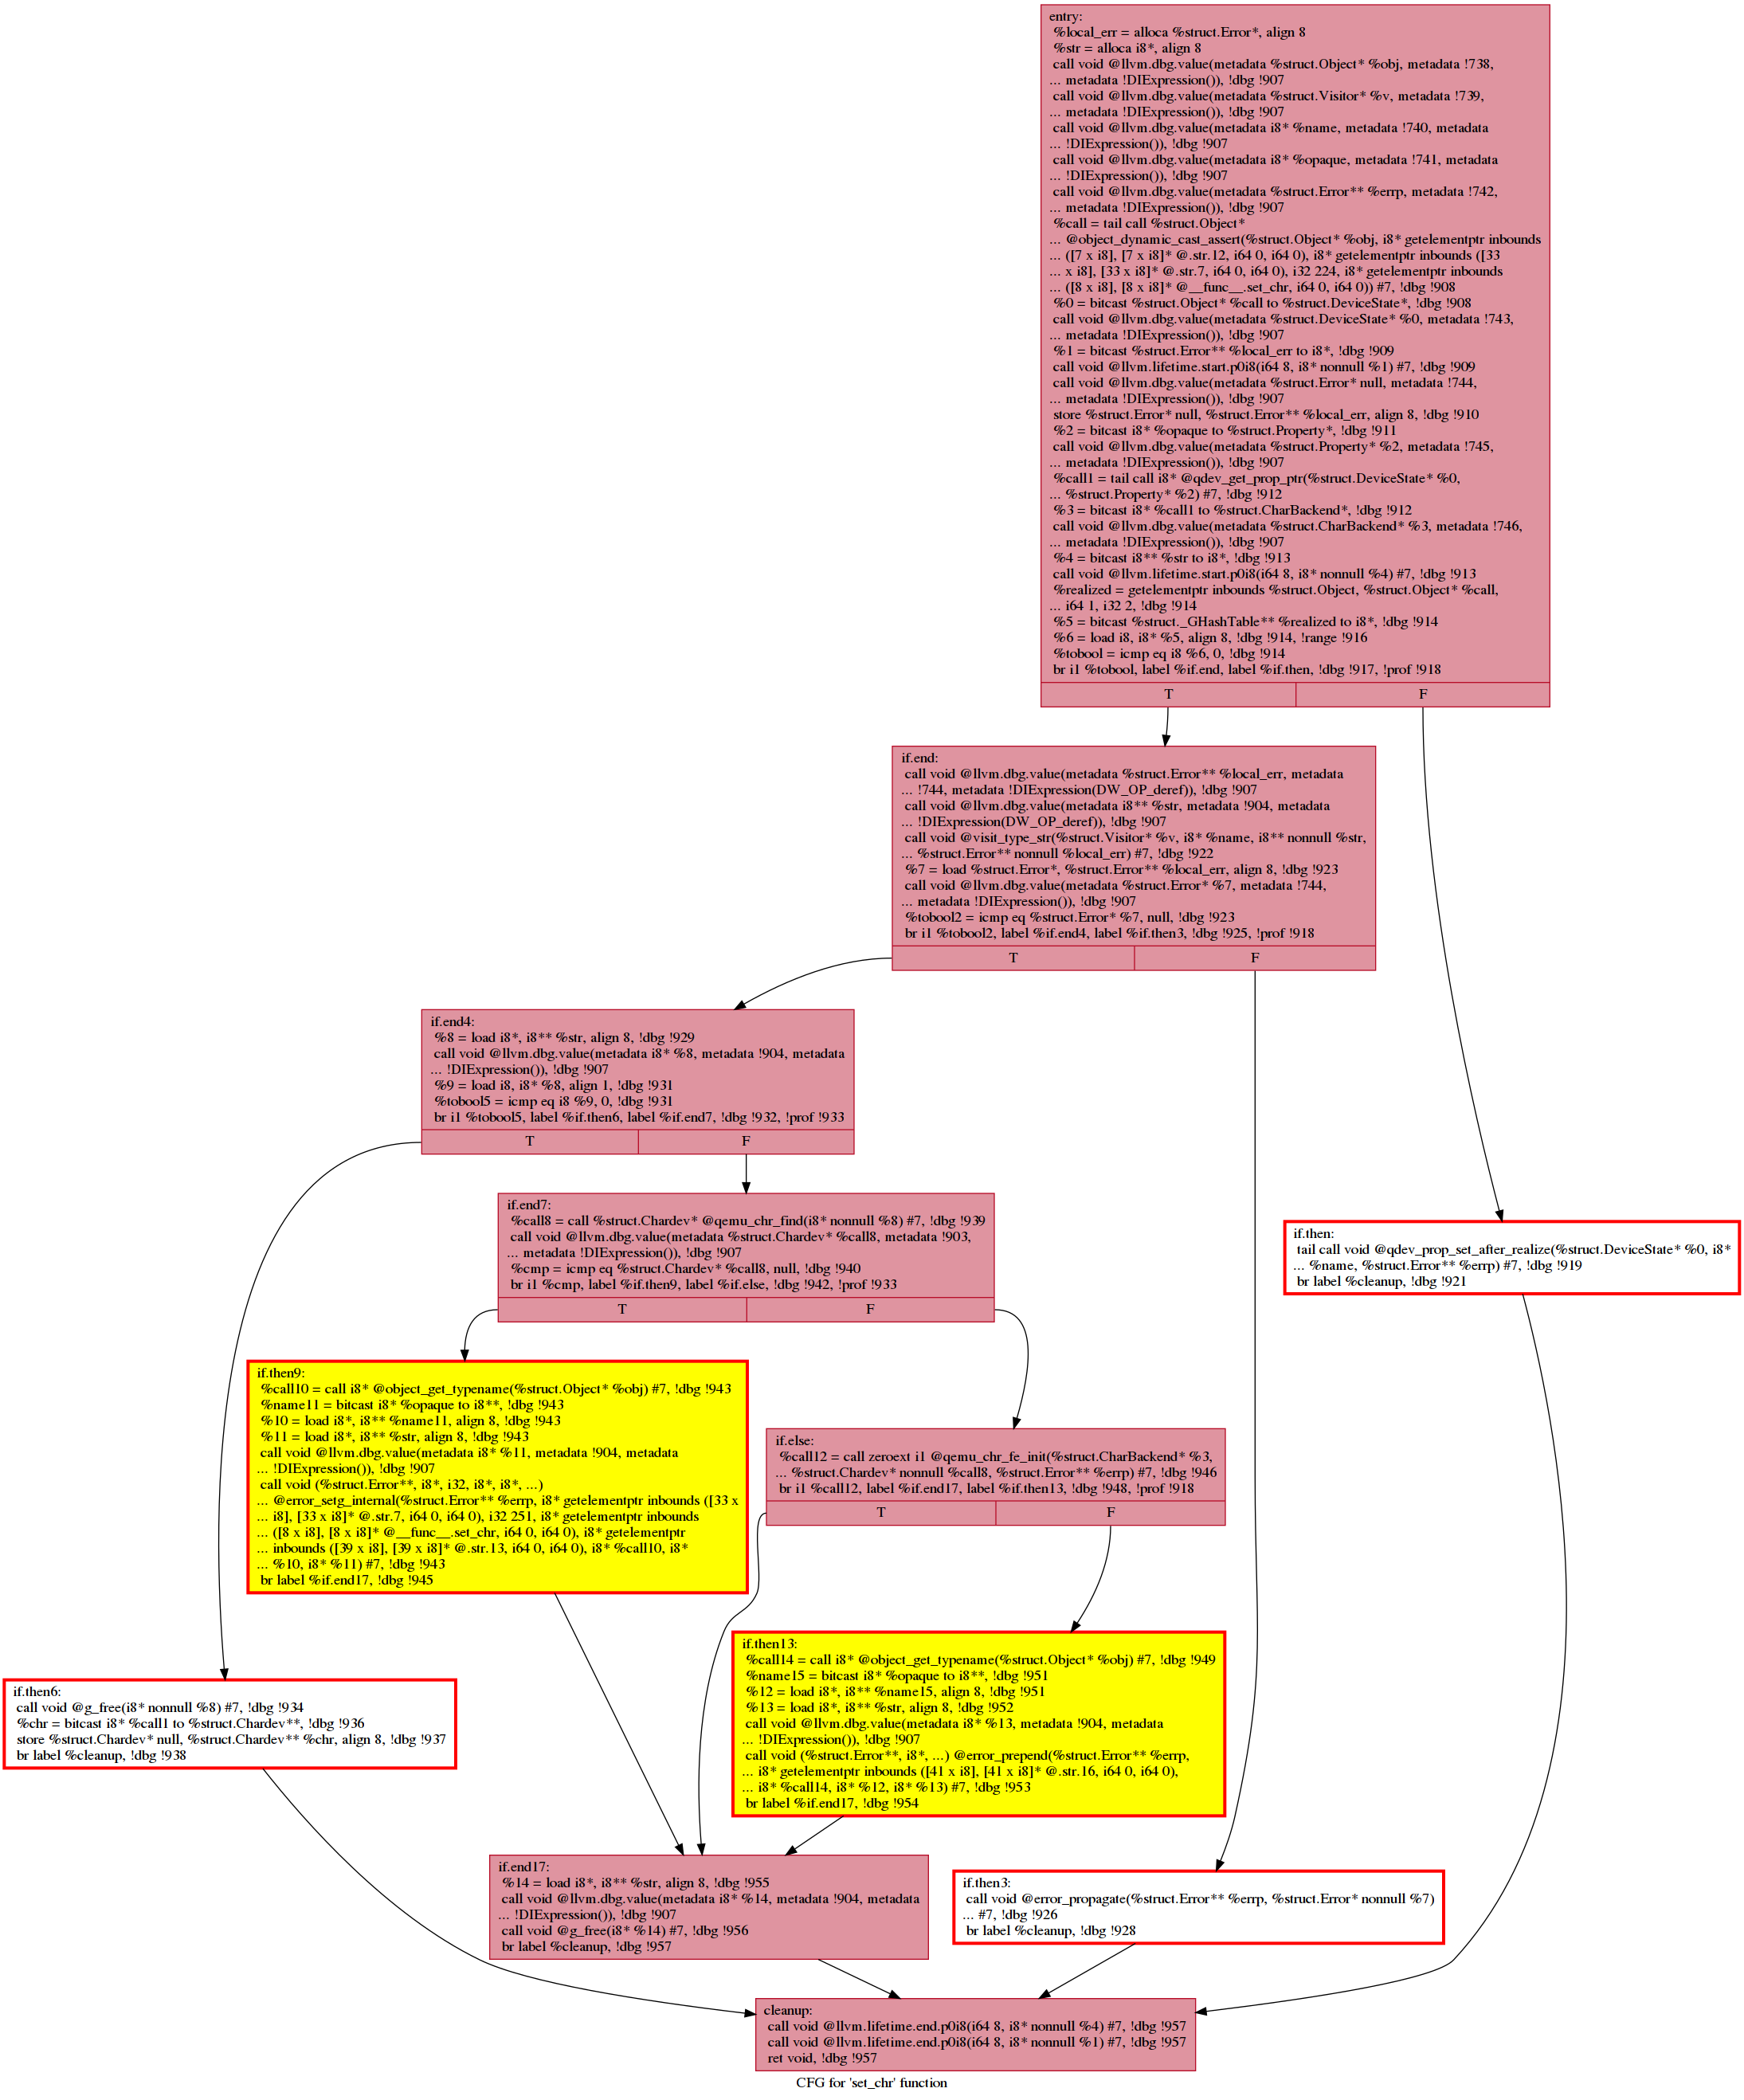 entry:
%local_err = alloca %struct.Error*, align 8
%str = alloca i8*, align 8
call void @llvm.dbg.value(metadata %struct.Object* %obj, metadata !738,
... metadata !DIExpression()), !dbg !907
call void @llvm.dbg.value(metadata %struct.Visitor* %v, metadata !739,
... metadata !DIExpression()), !dbg !907
call void @llvm.dbg.value(metadata i8* %name, metadata !740, metadata
... !DIExpression()), !dbg !907
call void @llvm.dbg.value(metadata i8* %opaque, metadata !741, metadata
... !DIExpression()), !dbg !907
call void @llvm.dbg.value(metadata %struct.Error** %errp, metadata !742,
... metadata !DIExpression()), !dbg !907
%call = tail call %struct.Object*
... @object_dynamic_cast_assert(%struct.Object* %obj, i8* getelementptr inbounds
... ([7 x i8], [7 x i8]* @.str.12, i64 0, i64 0), i8* getelementptr inbounds ([33
... x i8], [33 x i8]* @.str.7, i64 0, i64 0), i32 224, i8* getelementptr inbounds
... ([8 x i8], [8 x i8]* @__func__.set_chr, i64 0, i64 0)) #7, !dbg !908
%0 = bitcast %struct.Object* %call to %struct.DeviceState*, !dbg !908
call void @llvm.dbg.value(metadata %struct.DeviceState* %0, metadata !743,
... metadata !DIExpression()), !dbg !907
%1 = bitcast %struct.Error** %local_err to i8*, !dbg !909
call void @llvm.lifetime.start.p0i8(i64 8, i8* nonnull %1) #7, !dbg !909
call void @llvm.dbg.value(metadata %struct.Error* null, metadata !744,
... metadata !DIExpression()), !dbg !907
store %struct.Error* null, %struct.Error** %local_err, align 8, !dbg !910
%2 = bitcast i8* %opaque to %struct.Property*, !dbg !911
call void @llvm.dbg.value(metadata %struct.Property* %2, metadata !745,
... metadata !DIExpression()), !dbg !907
%call1 = tail call i8* @qdev_get_prop_ptr(%struct.DeviceState* %0,
... %struct.Property* %2) #7, !dbg !912
%3 = bitcast i8* %call1 to %struct.CharBackend*, !dbg !912
call void @llvm.dbg.value(metadata %struct.CharBackend* %3, metadata !746,
... metadata !DIExpression()), !dbg !907
%4 = bitcast i8** %str to i8*, !dbg !913
call void @llvm.lifetime.start.p0i8(i64 8, i8* nonnull %4) #7, !dbg !913
%realized = getelementptr inbounds %struct.Object, %struct.Object* %call,
... i64 1, i32 2, !dbg !914
%5 = bitcast %struct._GHashTable** %realized to i8*, !dbg !914
%6 = load i8, i8* %5, align 8, !dbg !914, !range !916
%tobool = icmp eq i8 %6, 0, !dbg !914
br i1 %tobool, label %if.end, label %if.then, !dbg !917, !prof !918
T F
if.end:
call void @llvm.dbg.value(metadata %struct.Error** %local_err, metadata
... !744, metadata !DIExpression(DW_OP_deref)), !dbg !907
call void @llvm.dbg.value(metadata i8** %str, metadata !904, metadata
... !DIExpression(DW_OP_deref)), !dbg !907
call void @visit_type_str(%struct.Visitor* %v, i8* %name, i8** nonnull %str,
... %struct.Error** nonnull %local_err) #7, !dbg !922
%7 = load %struct.Error*, %struct.Error** %local_err, align 8, !dbg !923
call void @llvm.dbg.value(metadata %struct.Error* %7, metadata !744,
... metadata !DIExpression()), !dbg !907
%tobool2 = icmp eq %struct.Error* %7, null, !dbg !923
br i1 %tobool2, label %if.end4, label %if.then3, !dbg !925, !prof !918
T F
if.end4:
%8 = load i8*, i8** %str, align 8, !dbg !929
call void @llvm.dbg.value(metadata i8* %8, metadata !904, metadata
... !DIExpression()), !dbg !907
%9 = load i8, i8* %8, align 1, !dbg !931
%tobool5 = icmp eq i8 %9, 0, !dbg !931
br i1 %tobool5, label %if.then6, label %if.end7, !dbg !932, !prof !933
T F
if.end7:
%call8 = call %struct.Chardev* @qemu_chr_find(i8* nonnull %8) #7, !dbg !939
call void @llvm.dbg.value(metadata %struct.Chardev* %call8, metadata !903,
... metadata !DIExpression()), !dbg !907
%cmp = icmp eq %struct.Chardev* %call8, null, !dbg !940
br i1 %cmp, label %if.then9, label %if.else, !dbg !942, !prof !933
T F
if.then:
tail call void @qdev_prop_set_after_realize(%struct.DeviceState* %0, i8*
... %name, %struct.Error** %errp) #7, !dbg !919
br label %cleanup, !dbg !921
if.then9:
%call10 = call i8* @object_get_typename(%struct.Object* %obj) #7, !dbg !943
%name11 = bitcast i8* %opaque to i8**, !dbg !943
%10 = load i8*, i8** %name11, align 8, !dbg !943
%11 = load i8*, i8** %str, align 8, !dbg !943
call void @llvm.dbg.value(metadata i8* %11, metadata !904, metadata
... !DIExpression()), !dbg !907
call void (%struct.Error**, i8*, i32, i8*, i8*, ...)
... @error_setg_internal(%struct.Error** %errp, i8* getelementptr inbounds ([33 x
... i8], [33 x i8]* @.str.7, i64 0, i64 0), i32 251, i8* getelementptr inbounds
... ([8 x i8], [8 x i8]* @__func__.set_chr, i64 0, i64 0), i8* getelementptr
... inbounds ([39 x i8], [39 x i8]* @.str.13, i64 0, i64 0), i8* %call10, i8*
... %10, i8* %11) #7, !dbg !943
br label %if.end17, !dbg !945
if.else:
%call12 = call zeroext i1 @qemu_chr_fe_init(%struct.CharBackend* %3,
... %struct.Chardev* nonnull %call8, %struct.Error** %errp) #7, !dbg !946
br i1 %call12, label %if.end17, label %if.then13, !dbg !948, !prof !918
T F
if.then13:
%call14 = call i8* @object_get_typename(%struct.Object* %obj) #7, !dbg !949
%name15 = bitcast i8* %opaque to i8**, !dbg !951
%12 = load i8*, i8** %name15, align 8, !dbg !951
%13 = load i8*, i8** %str, align 8, !dbg !952
call void @llvm.dbg.value(metadata i8* %13, metadata !904, metadata
... !DIExpression()), !dbg !907
call void (%struct.Error**, i8*, ...) @error_prepend(%struct.Error** %errp,
... i8* getelementptr inbounds ([41 x i8], [41 x i8]* @.str.16, i64 0, i64 0),
... i8* %call14, i8* %12, i8* %13) #7, !dbg !953
br label %if.end17, !dbg !954
if.then6:
call void @g_free(i8* nonnull %8) #7, !dbg !934
%chr = bitcast i8* %call1 to %struct.Chardev**, !dbg !936
store %struct.Chardev* null, %struct.Chardev** %chr, align 8, !dbg !937
br label %cleanup, !dbg !938
if.end17:
%14 = load i8*, i8** %str, align 8, !dbg !955
call void @llvm.dbg.value(metadata i8* %14, metadata !904, metadata
... !DIExpression()), !dbg !907
call void @g_free(i8* %14) #7, !dbg !956
br label %cleanup, !dbg !957
if.then3:
call void @error_propagate(%struct.Error** %errp, %struct.Error* nonnull %7)
... #7, !dbg !926
br label %cleanup, !dbg !928
cleanup:
call void @llvm.lifetime.end.p0i8(i64 8, i8* nonnull %4) #7, !dbg !957
call void @llvm.lifetime.end.p0i8(i64 8, i8* nonnull %1) #7, !dbg !957
ret void, !dbg !957
CFG for 'set_chr' function